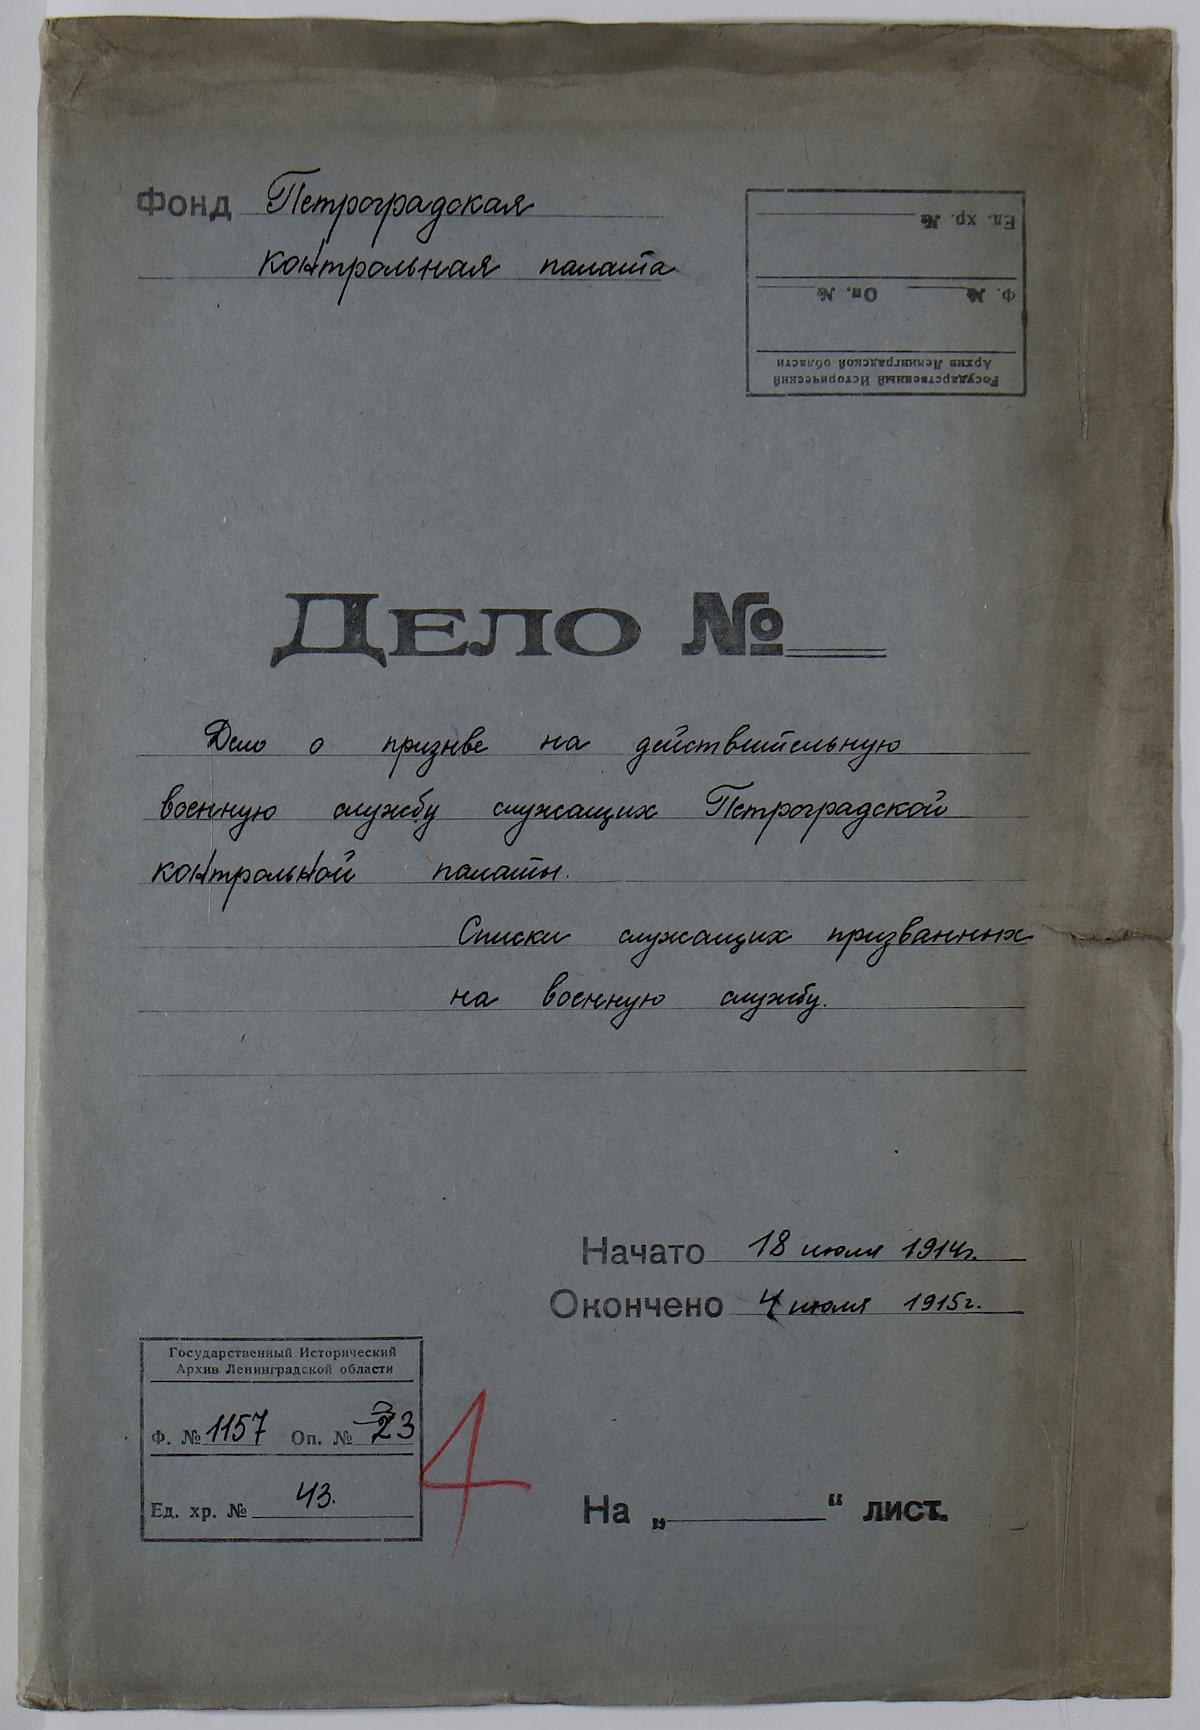 Фонд Петроградская
контрольная палата
Ед. хр. №
Ф. № Оп. №
Государственный Исторический
Архив Ленинградской области
Дело №
Дело о призыве на действительную
военную службу служащих Петроградской
контрольной палаты.
Списки служащих призванных
на военную службу.
Начато 18 июля 1914г.
Окончено 4 июля 1915г.
Государственный Исторический
Архив Ленинградской области
Ф. № 1157 Оп. № 23
Ед. хр. № 43.
4
На „ “ лист.